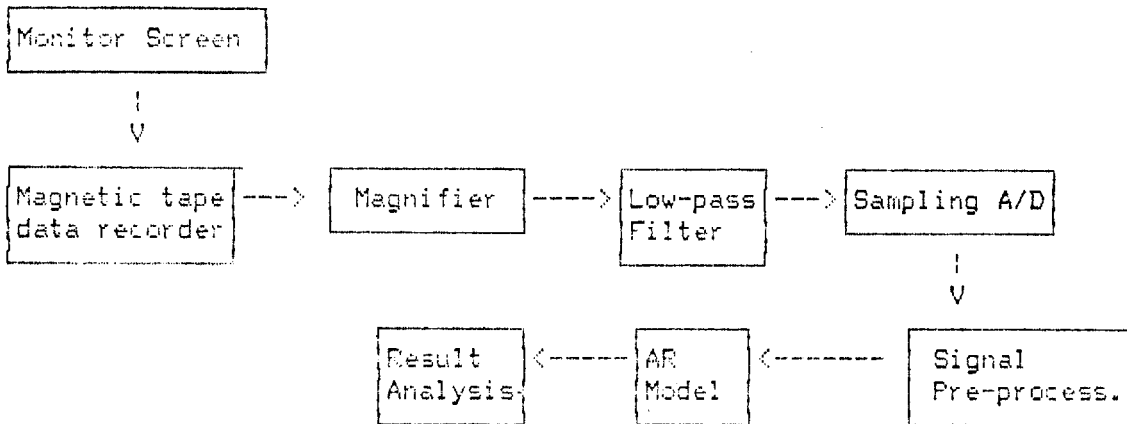 Monitor Screen
Magnetic tape
data recorder
Magnifier
Low-pass
Filter
Sampling A/D
Signal
Pre-process.
AR
Model
Result
Analysis